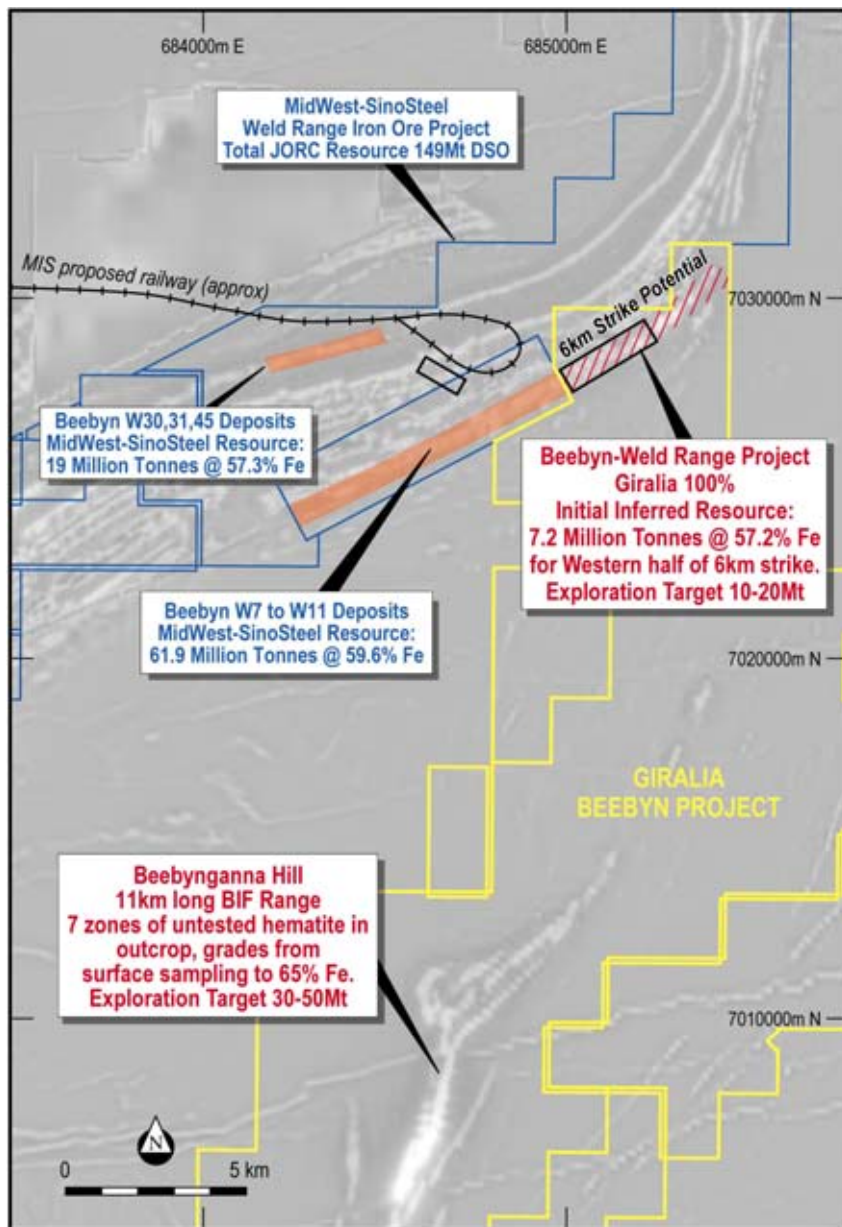 684000m E
685000m E
MidWest-SinoSteel
Weld Range Iron Ore Project
Total JORC Resource 149Mt DSO
MIS proposed railway (approx)
6km Strike Potential
7030000m N
Beebyn W30,31,45 Deposits
MidWest-SinoSteel Resource:
19 Million Tonnes @ 57.3% Fe
Beebyn-Weld Range Project
Giralia 100%
Initial Inferred Resource:
7.2 Million Tonnes @ 57.2% Fe
for Western half of 6km strike.
Exploration Target 10-20Mt
Beebyn W7 to W11 Deposits
MidWest-SinoSteel Resource:
61.9 Million Tonnes @ 59.6% Fe
7020000m N
GIRALIA
BEEBYN PROJECT
Beebynganna Hill
11km long BIF Range
7 zones of untested hematite in
outcrop, grades from
surface sampling to 65% Fe.
Exploration Target 30-50Mt
7010000m N
N
0 5 km